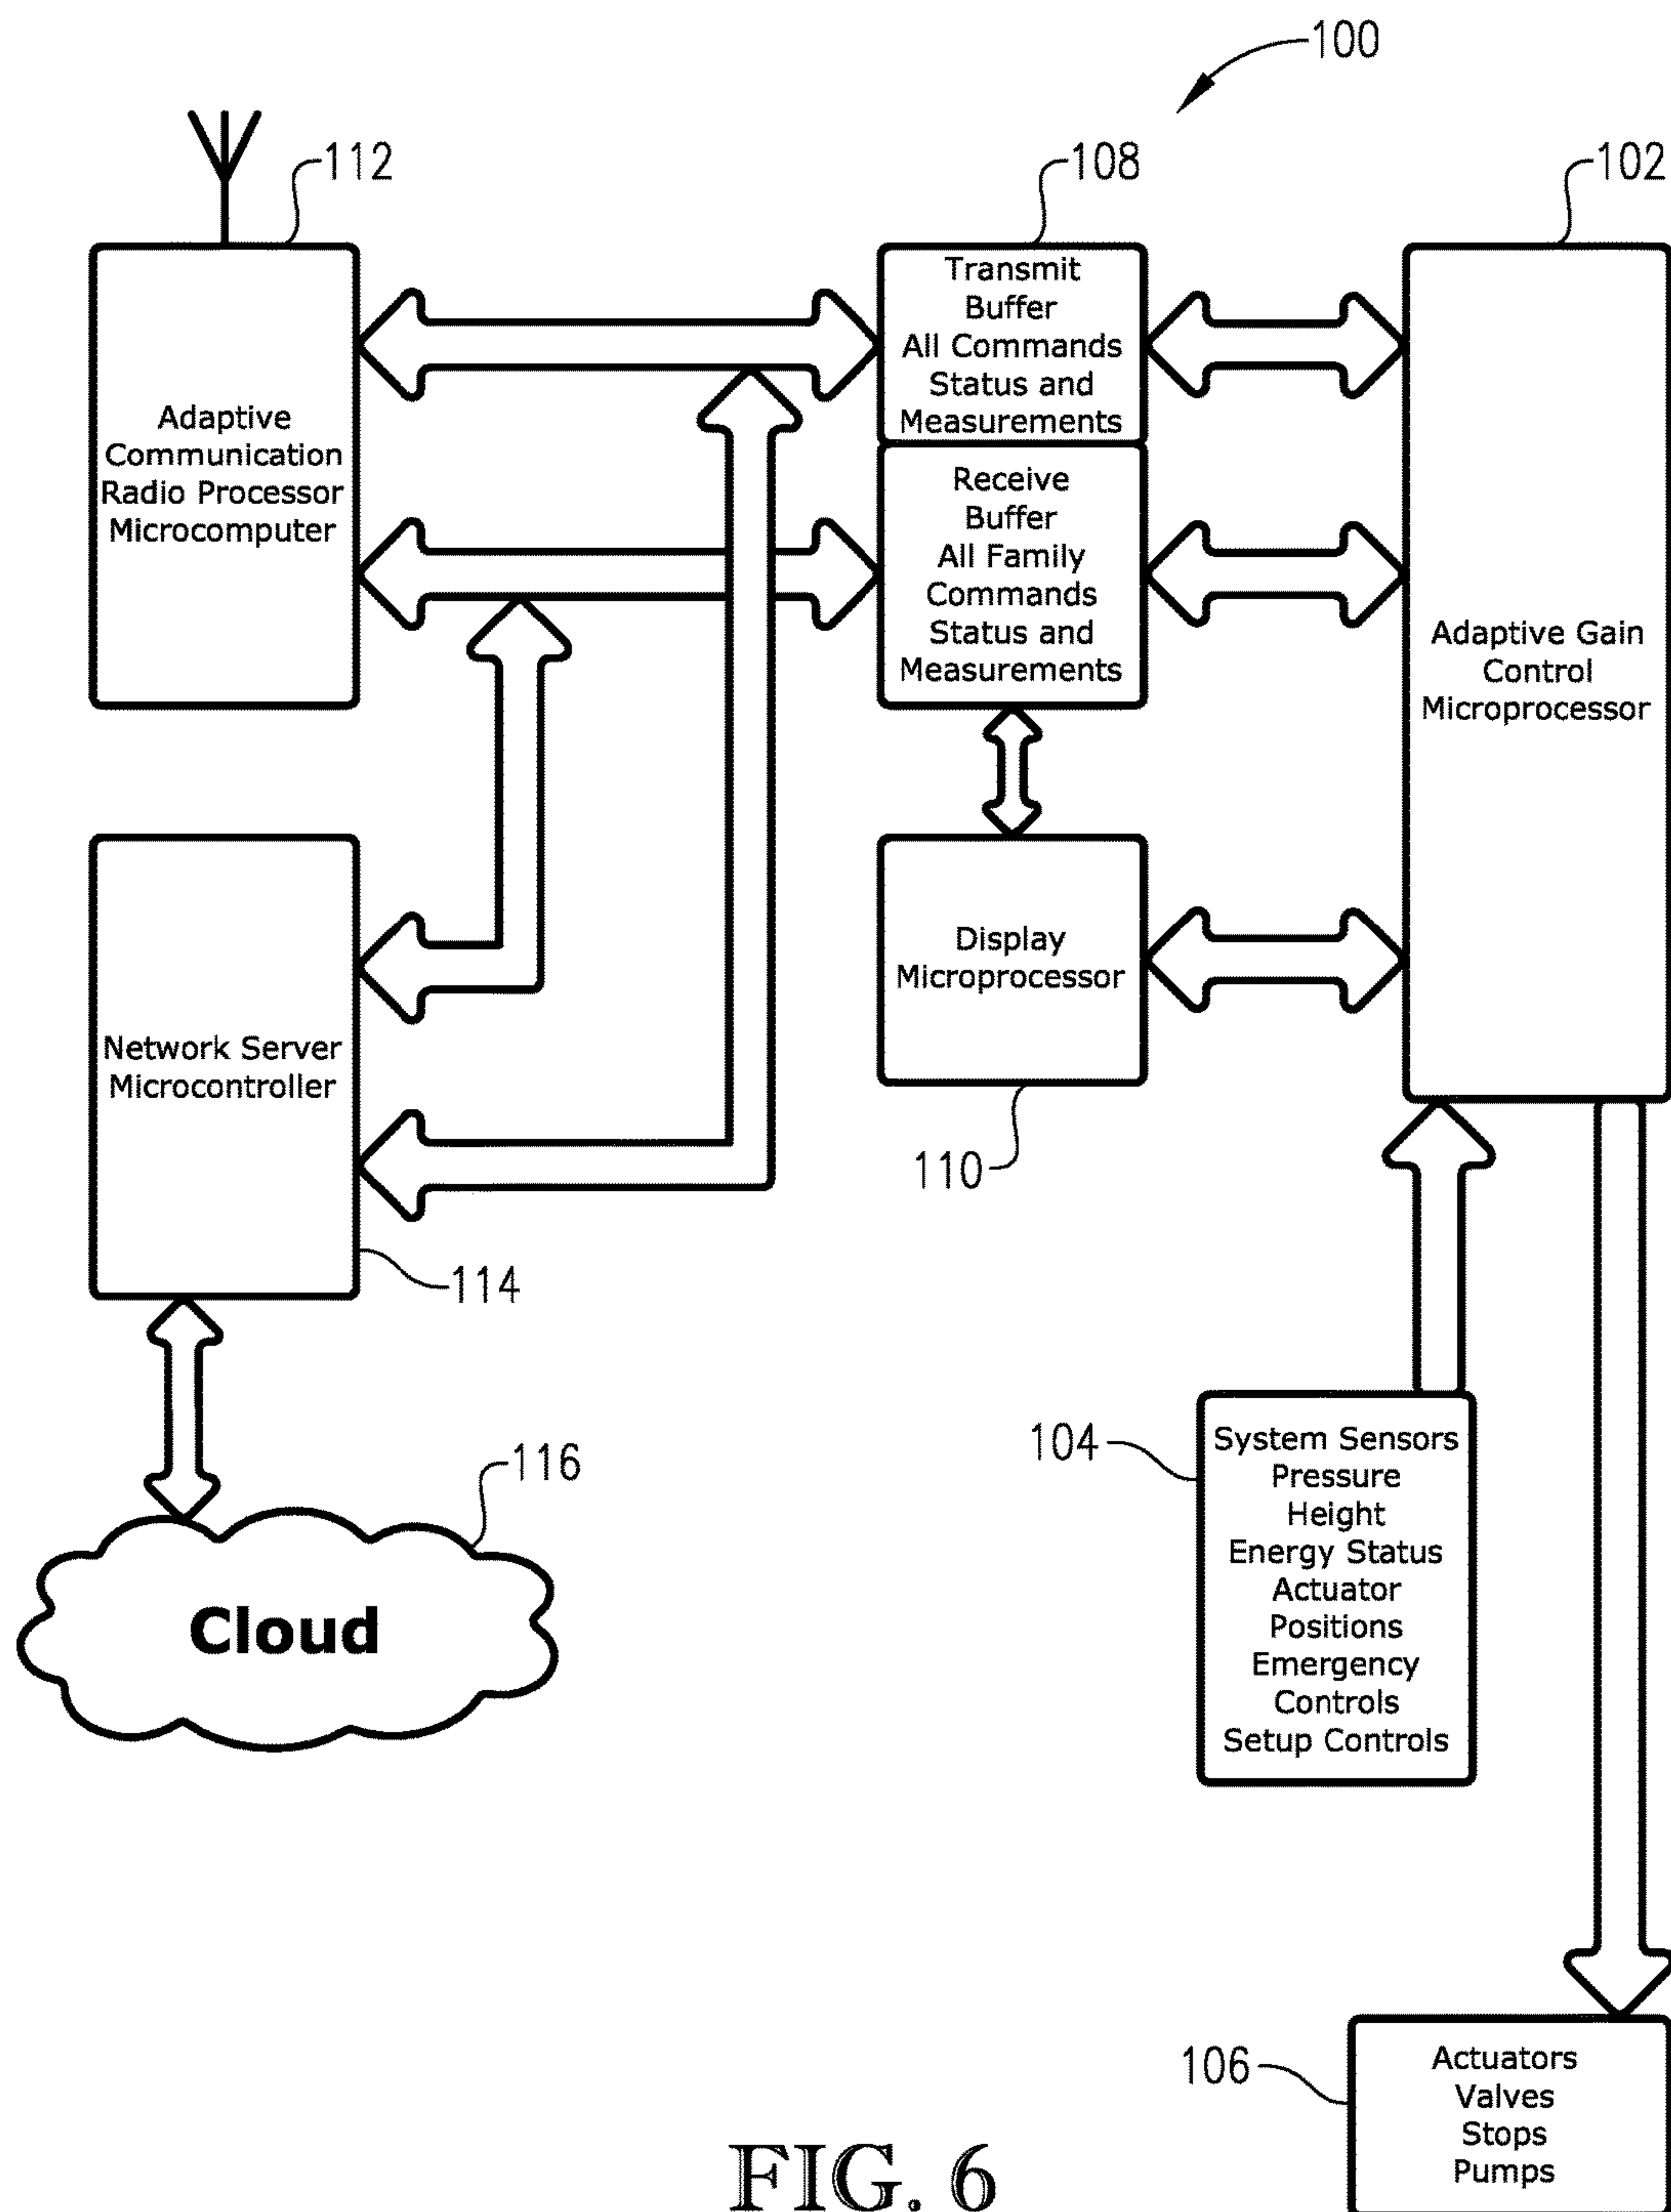 100
112
108
102
Transmit
Buffer
All Commands
Status and
Measurements
Adaptive
Communication
Radio Processor
Microcomputer
Receive
Buffer
All Family
Commands
Status and
Measurements
Adaptive Gain
Control
Microprocessor
Display
Microprocessor
110
Network Server
Microcontroller
114
116
Cloud
104
System Sensors
Pressure
Height
Energy Status
Actuator
Positions
Emergency
Controls
Setup Controls
106
Actuators
Valves
Stops
Pumps
FIG. 6